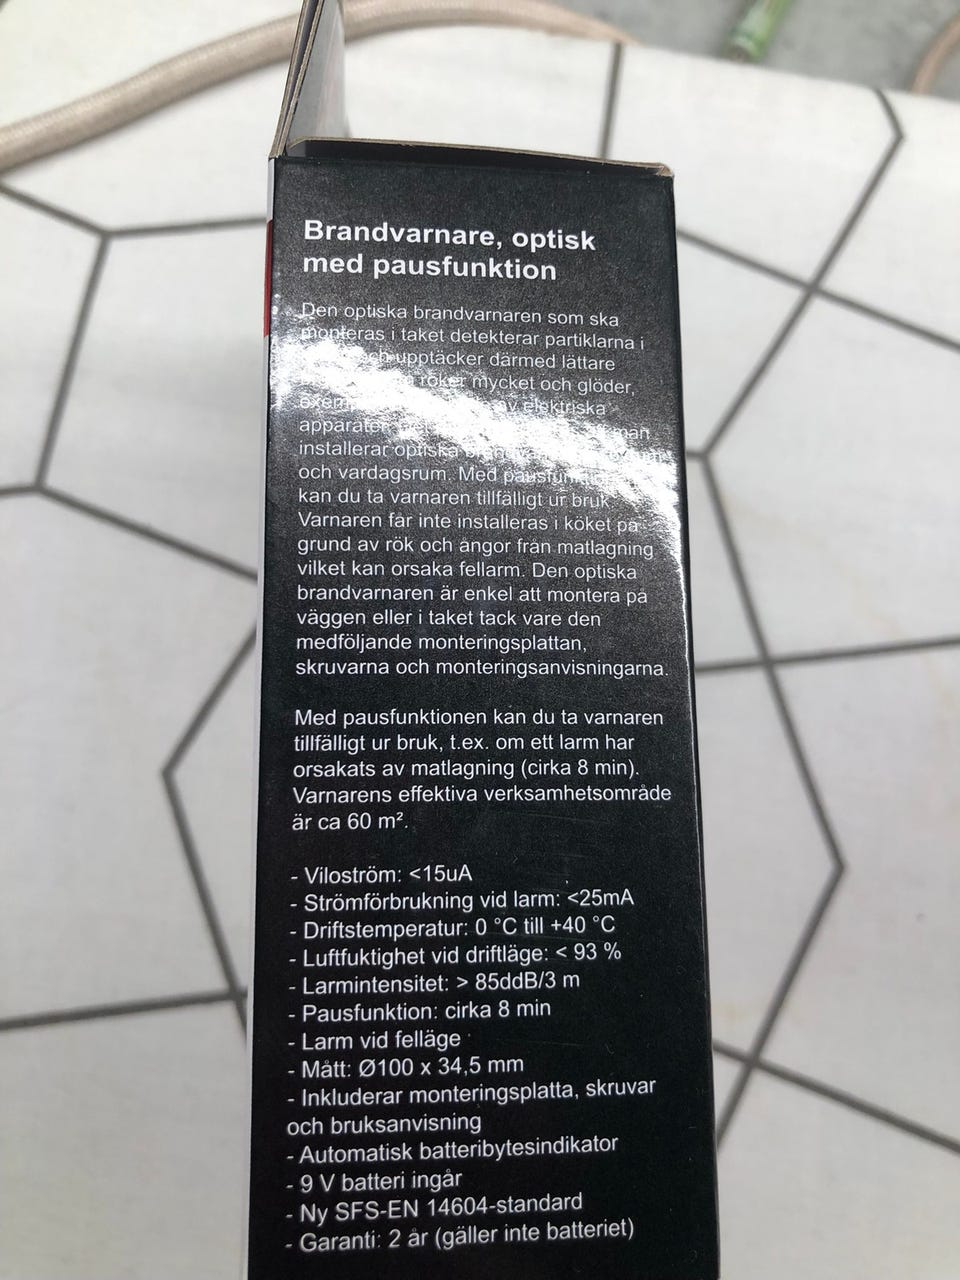 Brandvarnare, optisk
med pausfunktion
Den optiska brandvarnaren som ska
monteras i taket detekterar partiklarna i
och upptäcker därmed lättare
röker mycket och glöder,
av elektriska
apparater man
installerar optiska
och vardagsrum. Med
kan du ta varnaren tillfälligt ur bruk.
Varnaren får inte installeras i köket på
grund av rök och ångor från matlagning
vilket kan orsaka fellarm. Den optiska
brandvarnaren är enkel att montera på
väggen eller i taket tack vare den
medföljande monteringsplattan,
skruvarna och monteringsanvisningarna.
Med pausfunktionen kan du ta varnaren
tillfälligt ur bruk, t.ex. om ett larm har
orsakats av matlagning (cirka 8 min).
Varnarens effektiva verksamhetsområde
är ca 60 m².
- Viloström: <15uA
- Strömförbrukning vid larm: <25mA
- Driftstemperatur: 0 °C till +40 °C
- Luftfuktighet vid driftläge: < 93 %
- Larmintensitet: > 85ddB/3 m
- Pausfunktion: cirka 8 min
- Larm vid felläge
- Mått: Ø100 x 34,5 mm
- Inkluderar monteringsplatta, skruvar
och bruksanvisning
- Automatisk batteribytesindikator
- 9 V batteri ingår
- Ny SFS-EN 14604-standard
- Garanti: 2 år (gäller inte batteriet)